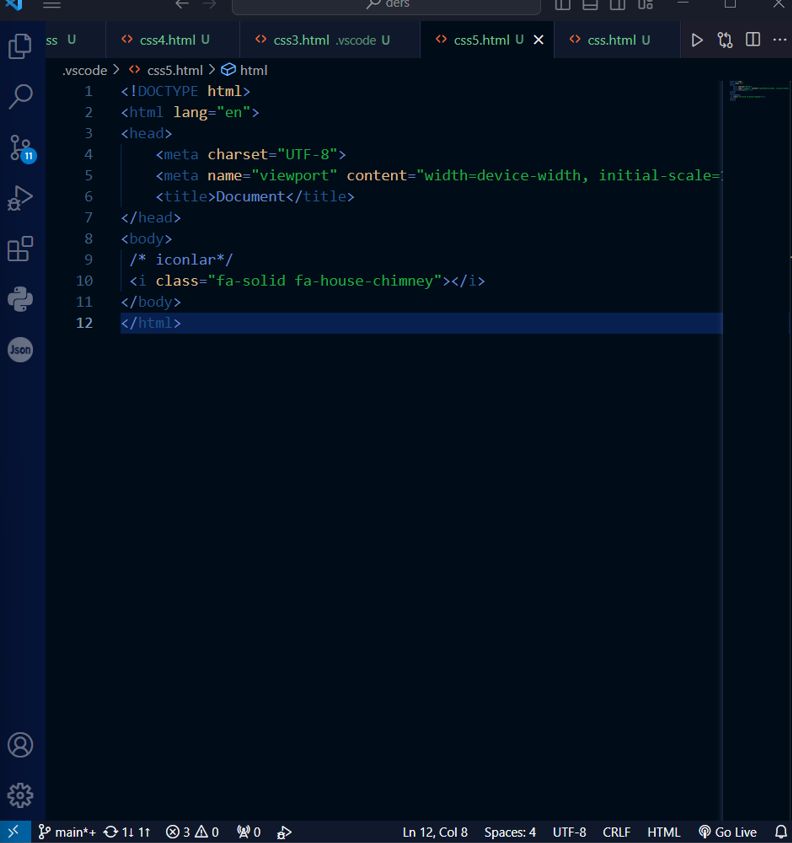 ders
ss U
css4.html U
css3.html .vscode U
css5.html U
css.html U
.vscode > css5.html > html
1 <!DOCTYPE html>
2 <html lang="en">
3 <head>
4 <meta charset="UTF-8">
5 <meta name="viewport" content="width=device-width, initial-scale=
6 <title>Document</title>
7 </head>
8 <body>
9 /* iconlar*/
10 <i class="fa-solid fa-house-chimney"></i>
11 </body>
12 </html>
11
Json
main*+ 1↓ 1↑ 3 0 0 Ln 12, Col 8 Spaces: 4 UTF-8 CRLF HTML Go Live